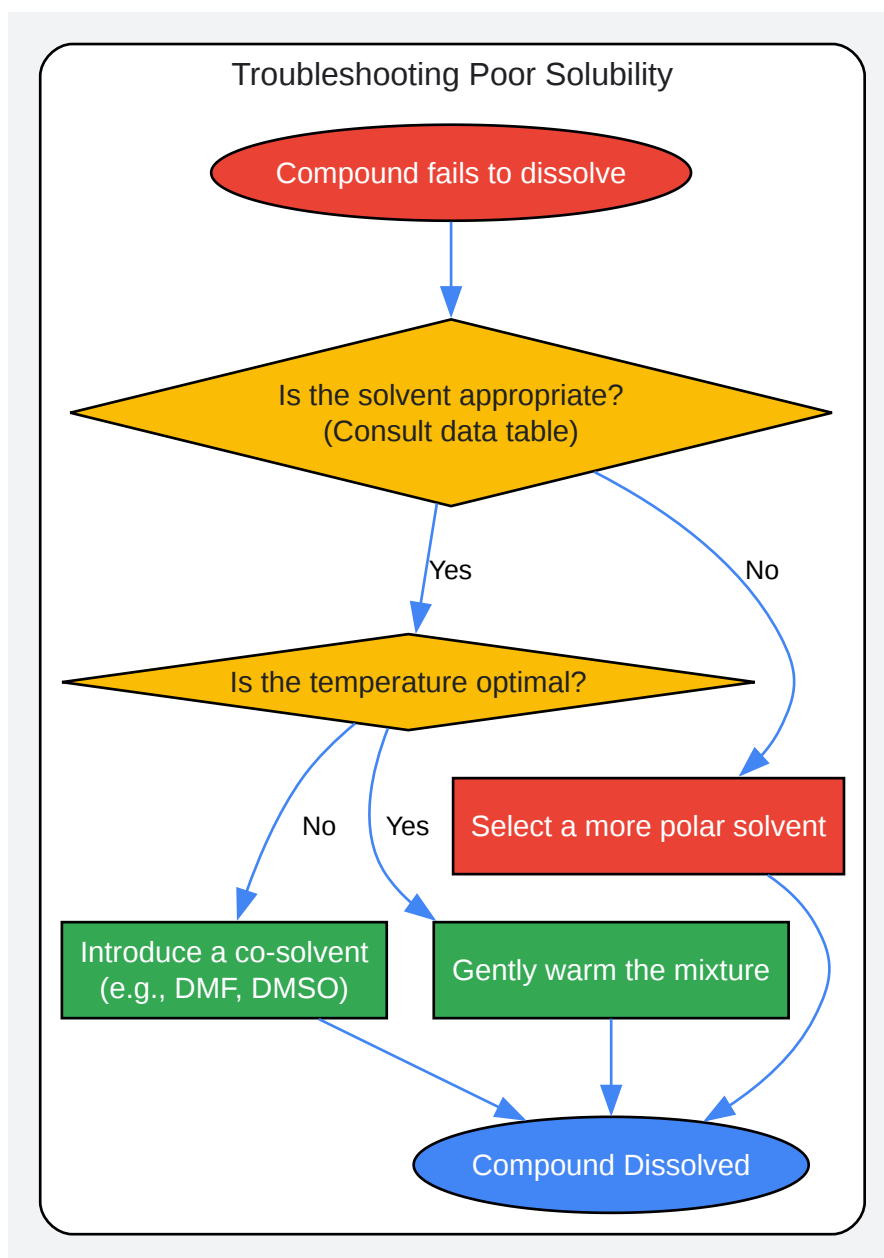 Troubleshooting Poor Solubility
Compound fails to dissolve
Is the solvent appropriate?
(Consult data table)
Yes
No
Is the temperature optimal?
No
Yes
Select a more polar solvent
Introduce a co-solvent
(e.g., DMF, DMSO)
Gently warm the mixture
Compound Dissolved